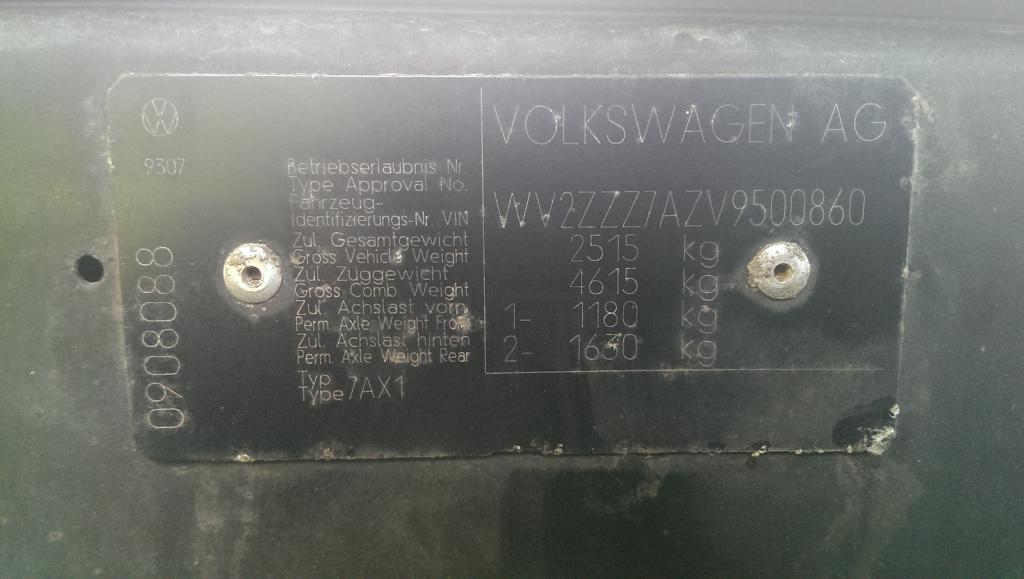 VOLKSWAGEN AG
9307
Betriebserlaubnis Nr.
Type Approval No.
Fahrzeug-
Identifizierungs-Nr. VIN
WV2ZZZ7AZV9500860
Zul. Gesamtgewicht
Gross Vehicle Weight
2515 kg
Zul. Zuggewicht
Gross Comb. Weight
4615 kg
Zul. Achslast vorn
Perm. Axle Weight Front
1- 1180 kg
Zul. Achslast hinten
Perm. Axle Weight Rear
2- 1630 kg
Typ
Type 7AX1
09080888